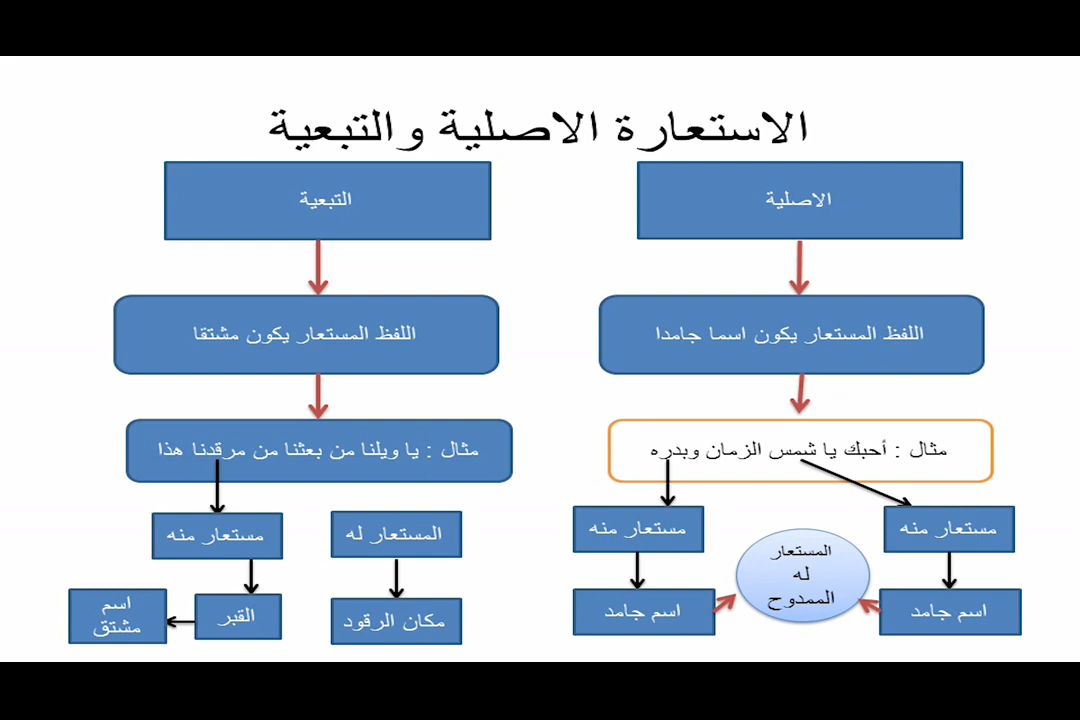 الاستعارة الاصلية والتبعية
الاصلية
اللفظ المستعار يكون اسما جامدا
مثال : أحبك يا شمس الزمان وبدره
مستعار منه
اسم جامد
مستعار منه
اسم جامد
المستعار
له
الممدوح
التبعية
اللفظ المستعار يكون مشتقا
مثال : يا ويلنا من بعثنا من مرقدنا هذا
المستعار له
مكان الرقود
مستعار منه
القبر
اسم
مشتق